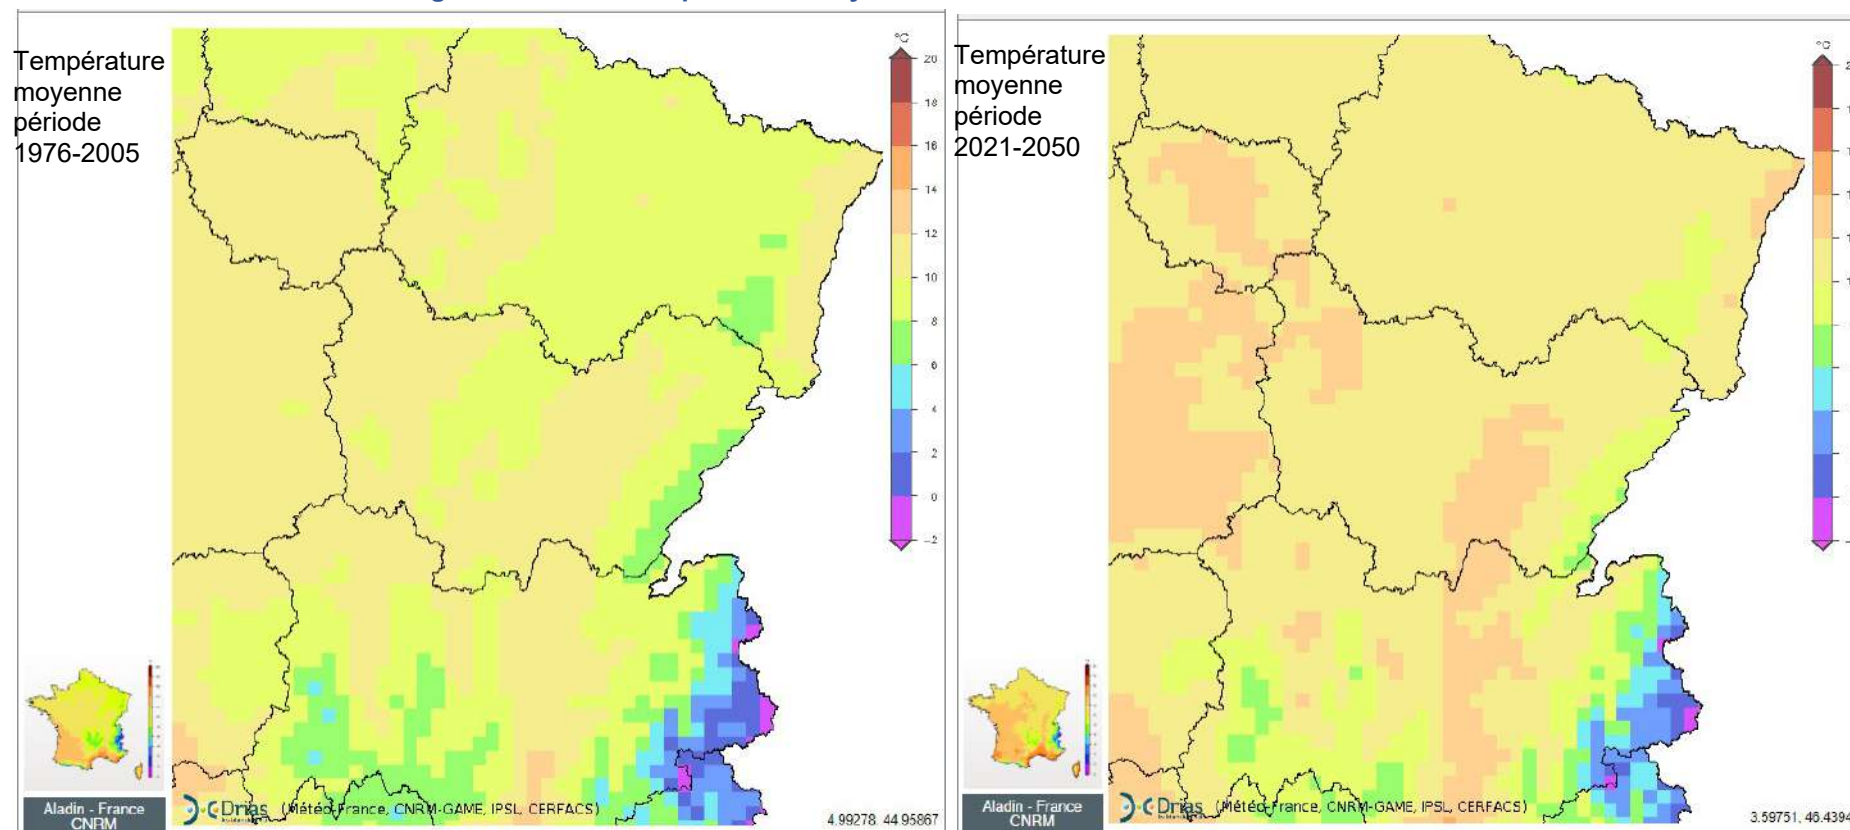 Température
moyenne
période
1976-2005
°C
20
18
16
14
12
10
8
6
4
2
0
-2
Aladin - France
CNRM
Drias (Météo-France, CNRM-GAME, IPSL, CERFACS)
4.99278 44.95867
Température
moyenne
période
2021-2050
°C
Aladin - France
CNRM
Drias (Météo-France, CNRM-GAME, IPSL, CERFACS)
3.59751, 46.4394